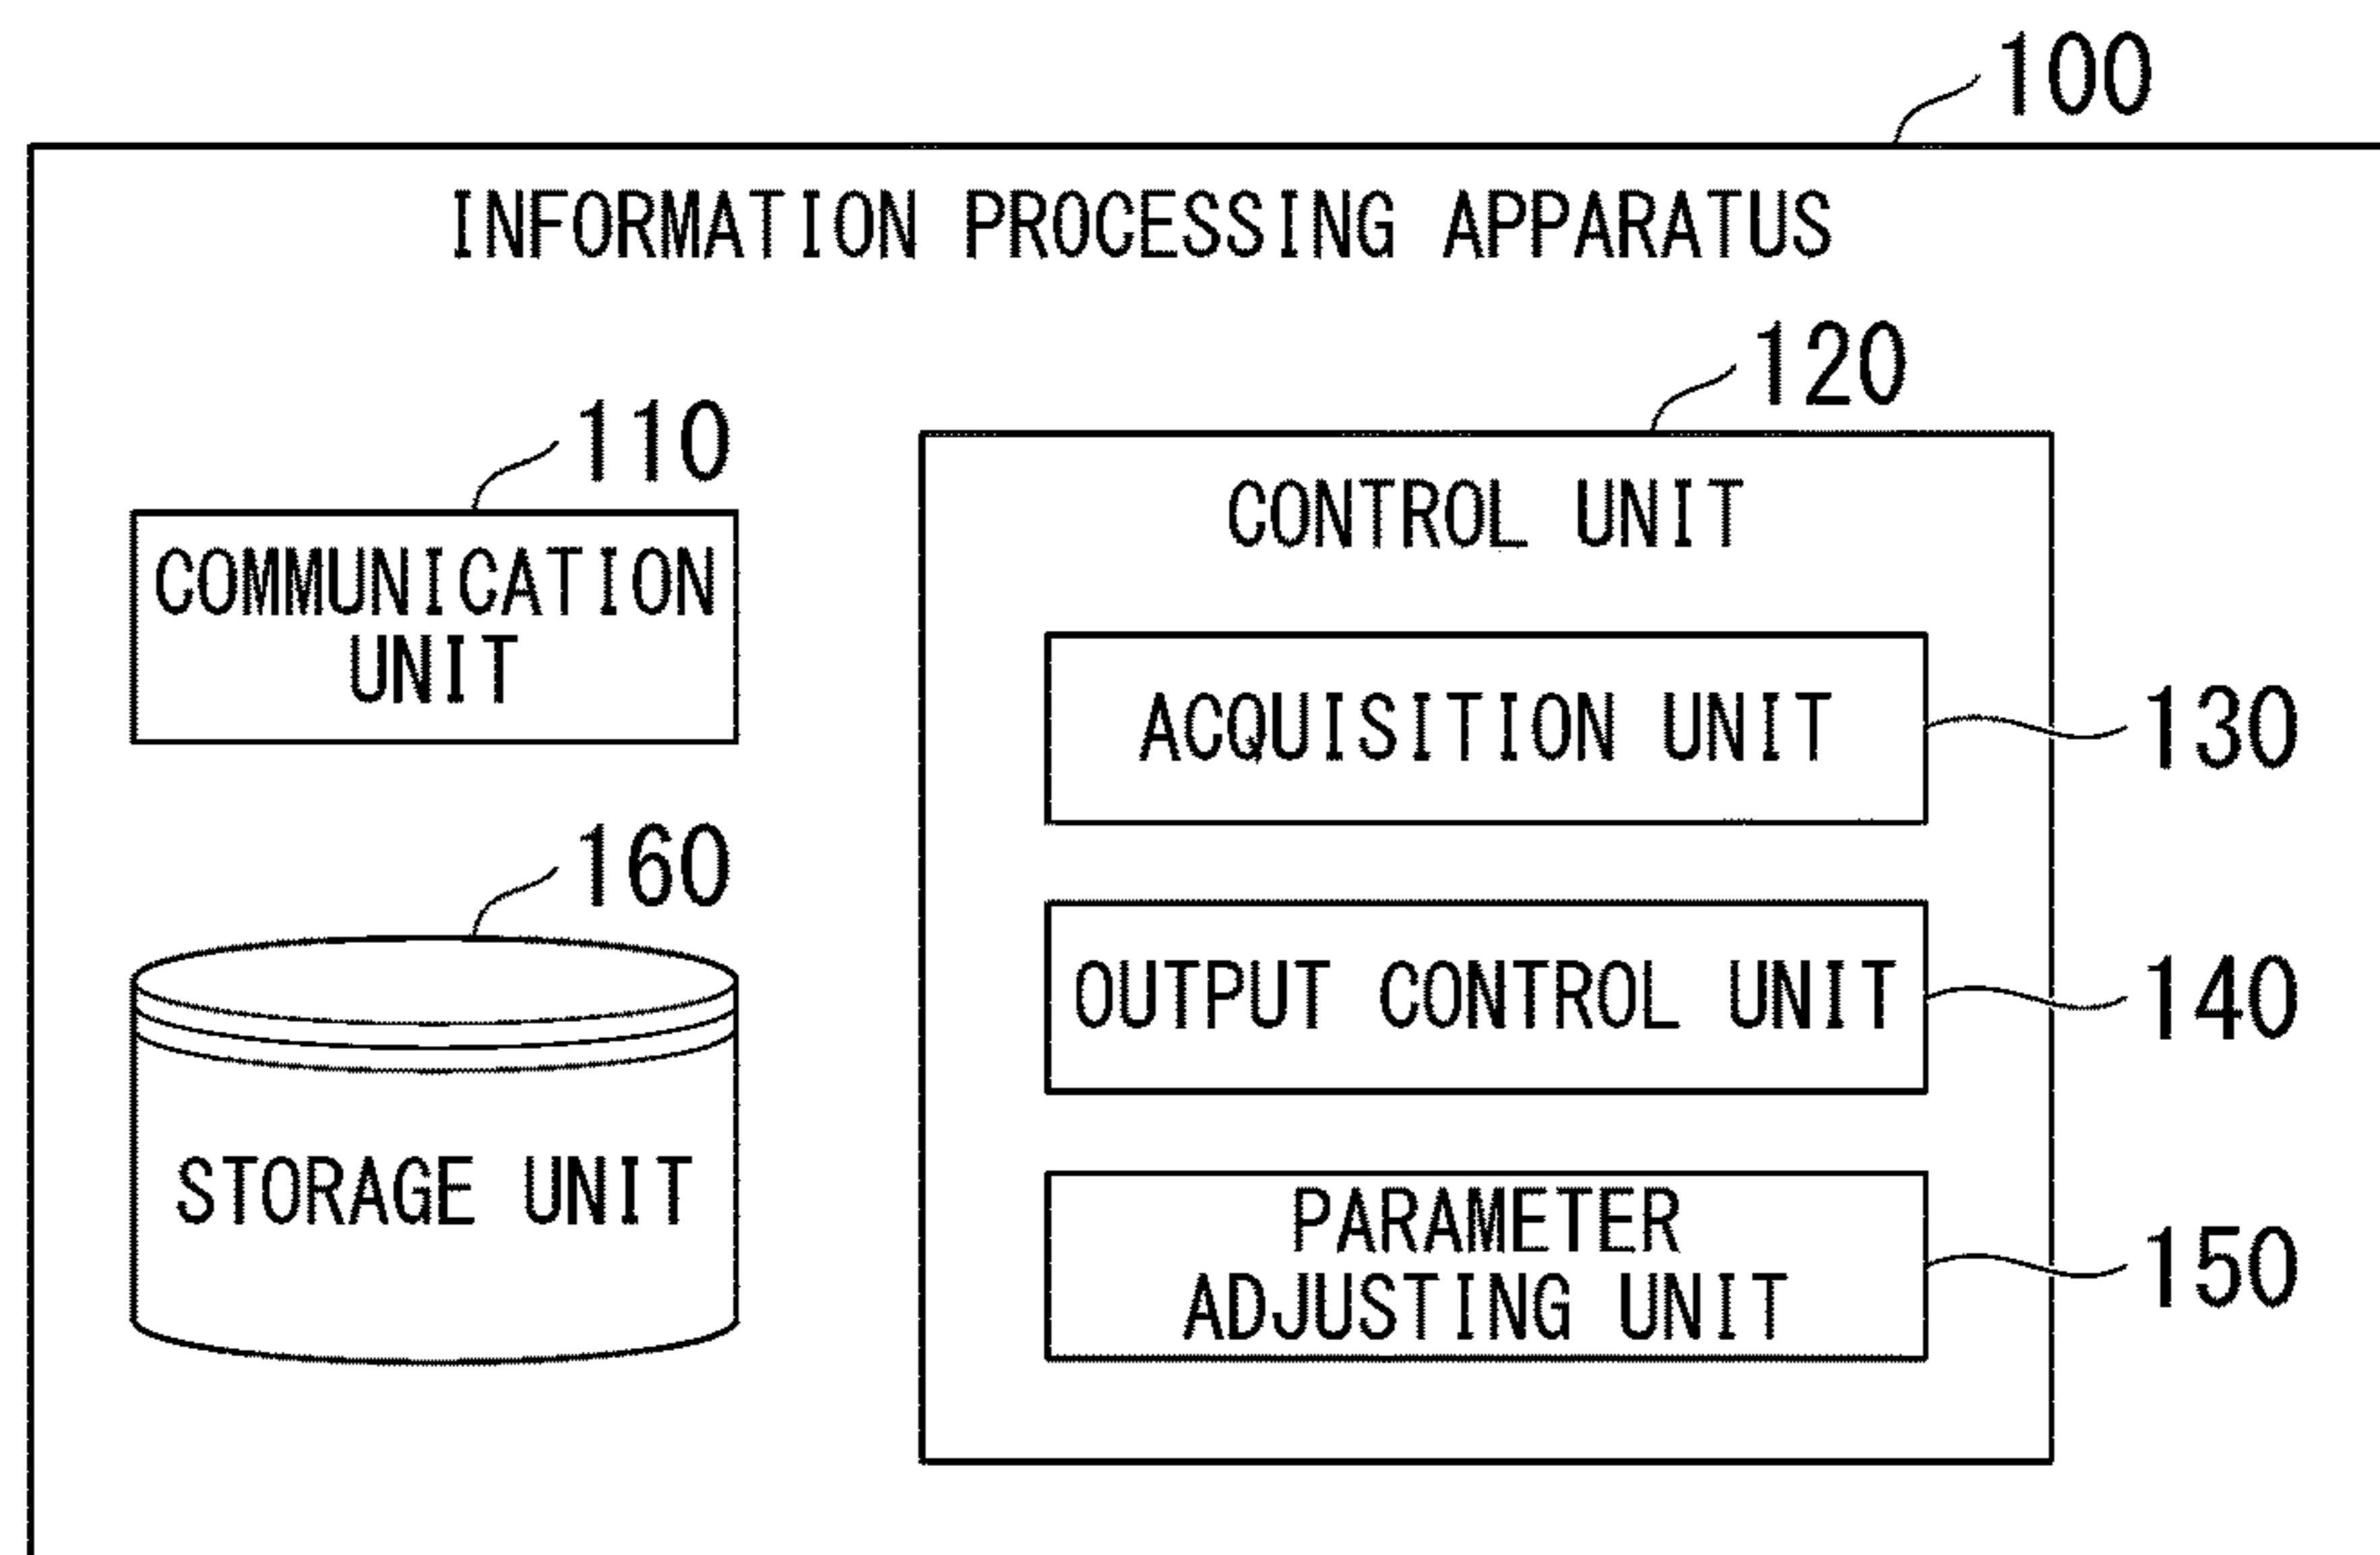 100
INFORMATION PROCESSING APPARATUS
120
110
CONTROL UNIT
COMMUNICATION
UNIT
ACQUISITION UNIT
130
160
OUTPUT CONTROL UNIT
140
STORAGE UNIT
PARAMETER
ADJUSTING UNIT
150